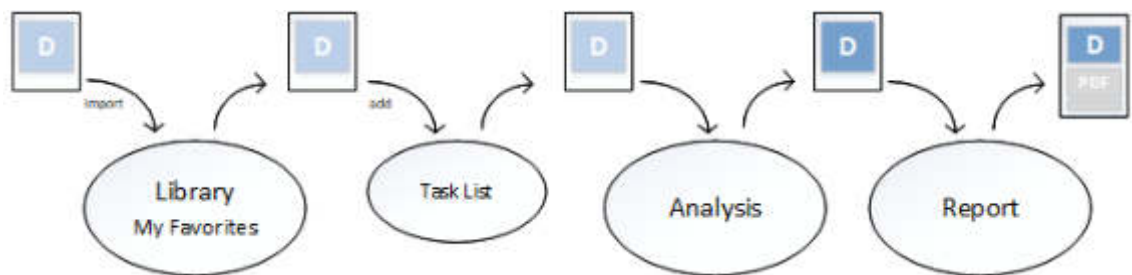 D
D
D
D
D
PDF
import
add
Library
My Favorites
Task List
Analysis
Report